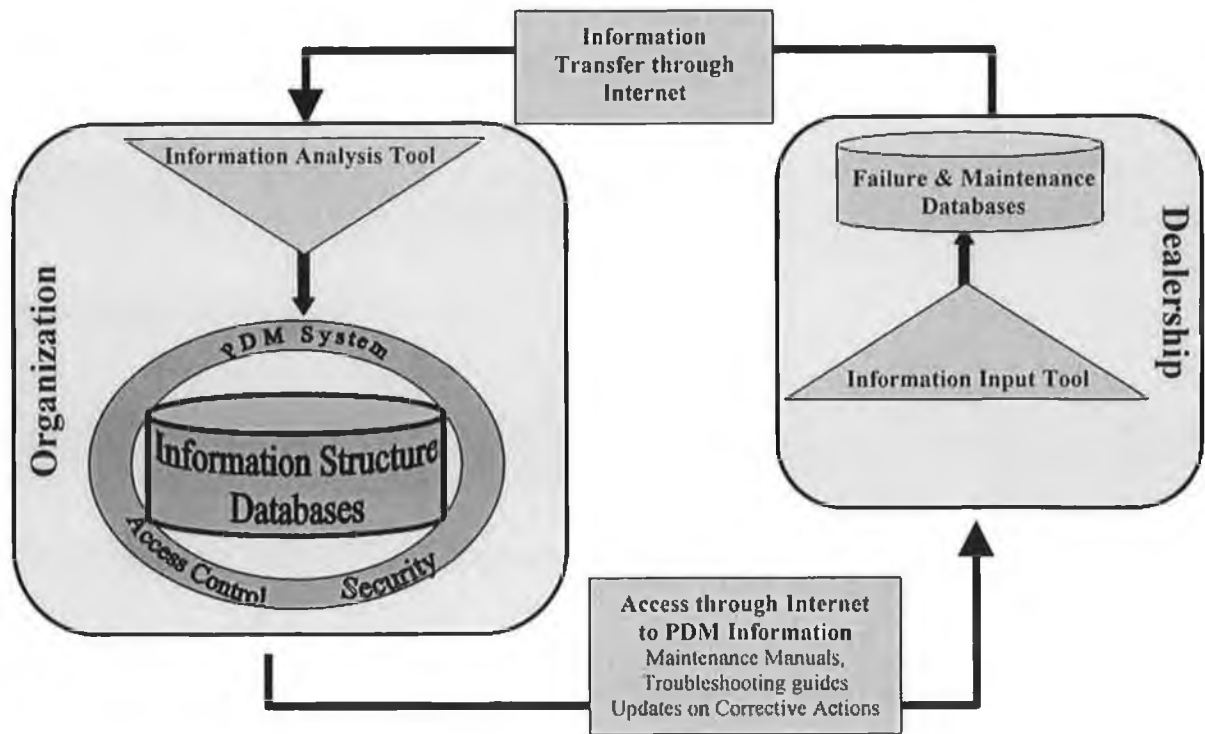 Information
Transfer through
Internet
Organization
Information Analysis Tool
PDM System
Information Structure
Databases
Access Control
Security
Failure & Maintenance
Databases
Information Input Tool
Dealership
Access through Internet
to PDM Information
Maintenance Manuals,
Troubleshooting guides
Updates on Corrective Actions